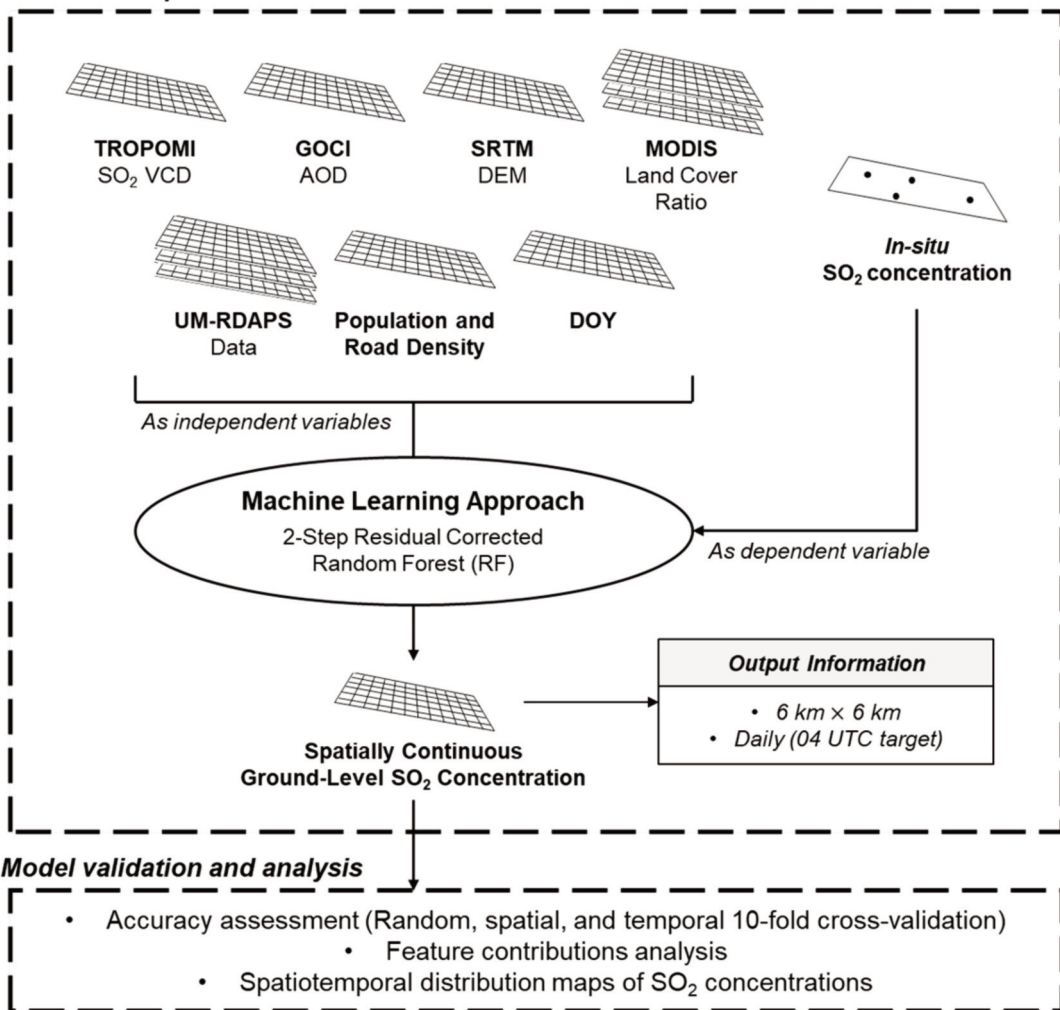 TROPOMI
SO₂ VCD
GOCI
AOD
SRTM
DEM
MODIS
Land Cover
Ratio
In-situ
SO₂ concentration
UM-RDAPS
Data
Population and
Road Density
DOY
As independent variables
Machine Learning Approach
2-Step Residual Corrected
Random Forest (RF)
As dependent variable
Output Information
• 6 km × 6 km
• Daily (04 UTC target)
Spatially Continuous
Ground-Level SO₂ Concentration
Model validation and analysis
• Accuracy assessment (Random, spatial, and temporal 10-fold cross-validation)
• Feature contributions analysis
• Spatiotemporal distribution maps of SO₂ concentrations